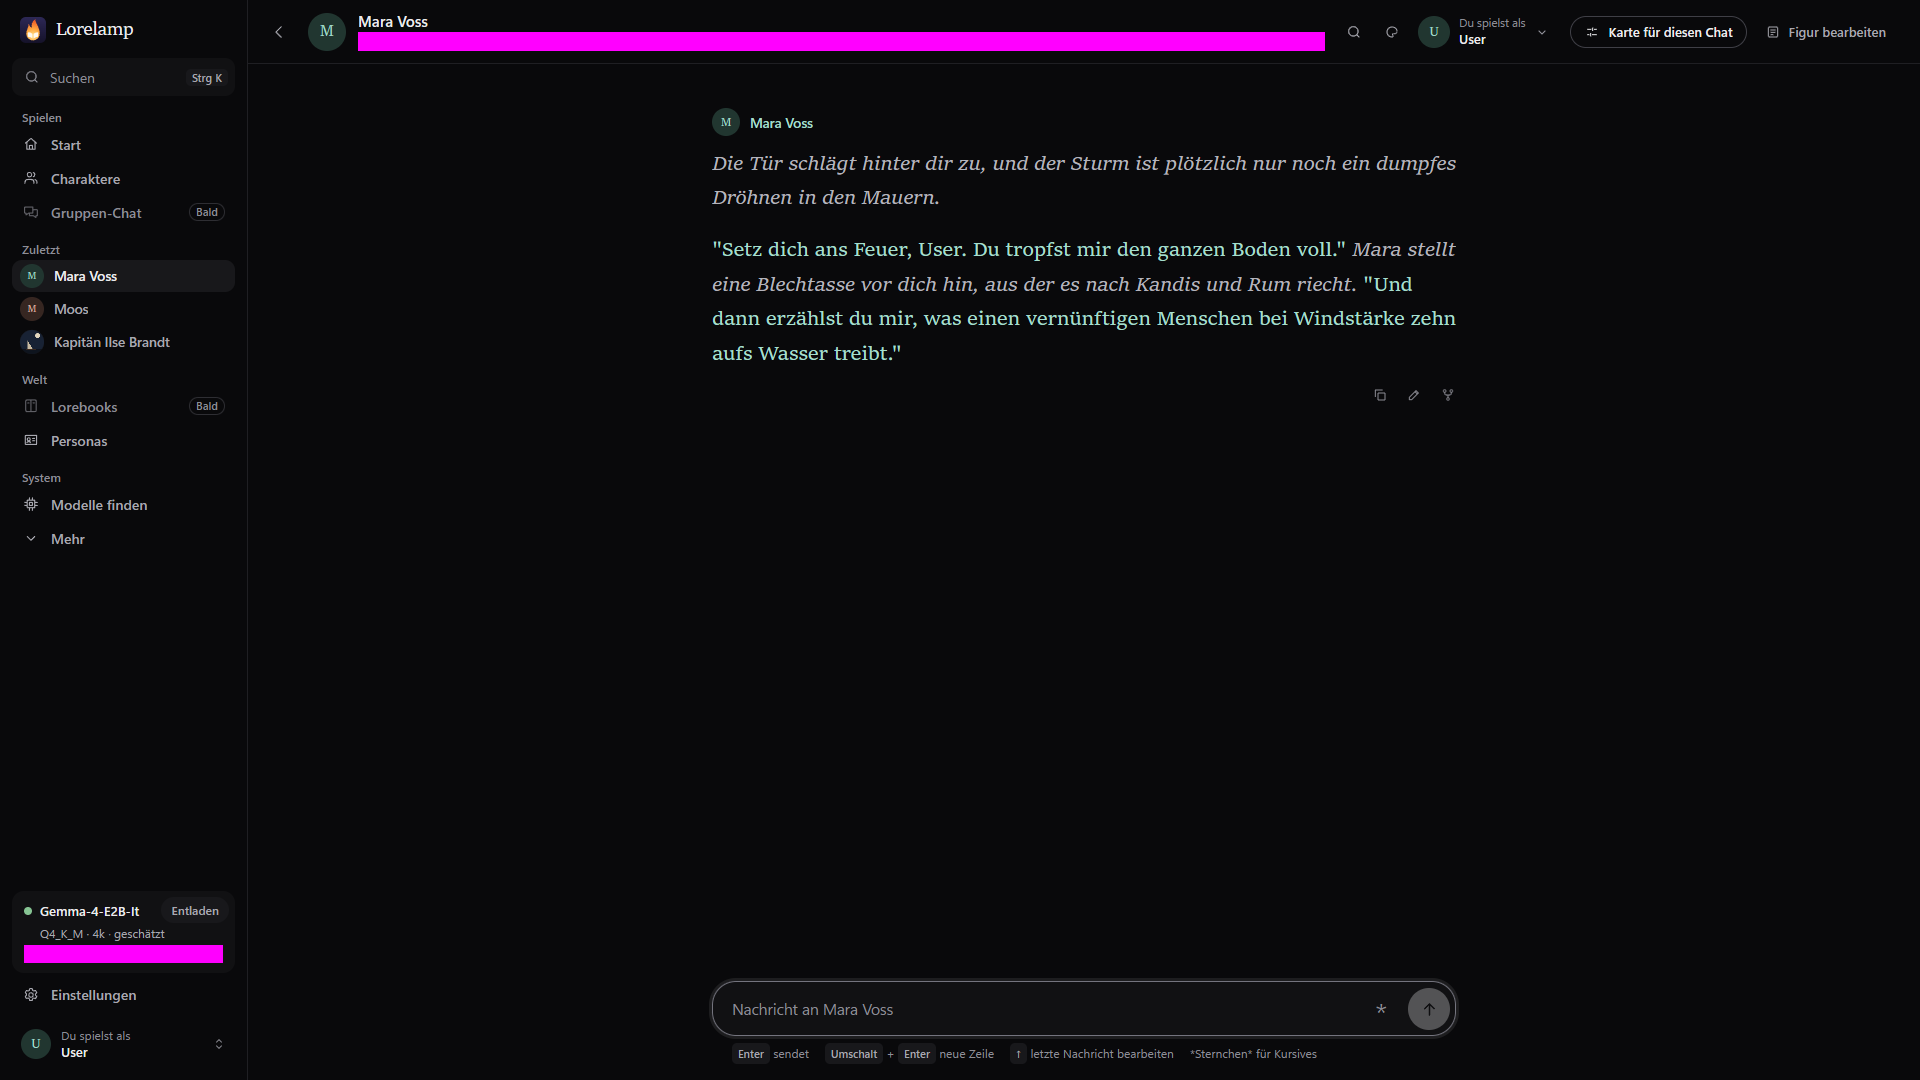 Lorelamp
Suchen
Strg K
Spielen
Start
Charaktere
Gruppen-Chat
Bald
Zuletzt
M
Mara Voss
M
Moos
Kapitän Ilse Brandt
Welt
Lorebooks
Bald
Personas
System
Modelle finden
Mehr
Gemma-4-E2B-It
Entladen
Q4_K_M · 4k · geschätzt
Einstellungen
U
Du spielst als
User
M
Mara Voss
U
Du spielst als
User
Karte für diesen Chat
Figur bearbeiten
M
Mara Voss
Die Tür schlägt hinter dir zu, und der Sturm ist plötzlich nur noch ein dumpfes
Dröhnen in den Mauern.
"Setz dich ans Feuer, User. Du tropfst mir den ganzen Boden voll." Mara stellt
eine Blechtasse vor dich hin, aus der es nach Kandis und Rum riecht. "Und
dann erzählst du mir, was einen vernünftigen Menschen bei Windstärke zehn
aufs Wasser treibt."
Nachricht an Mara Voss
*
Enter sendet Umschalt + Enter neue Zeile ↑ letzte Nachricht bearbeiten *Sternchen* für Kursives